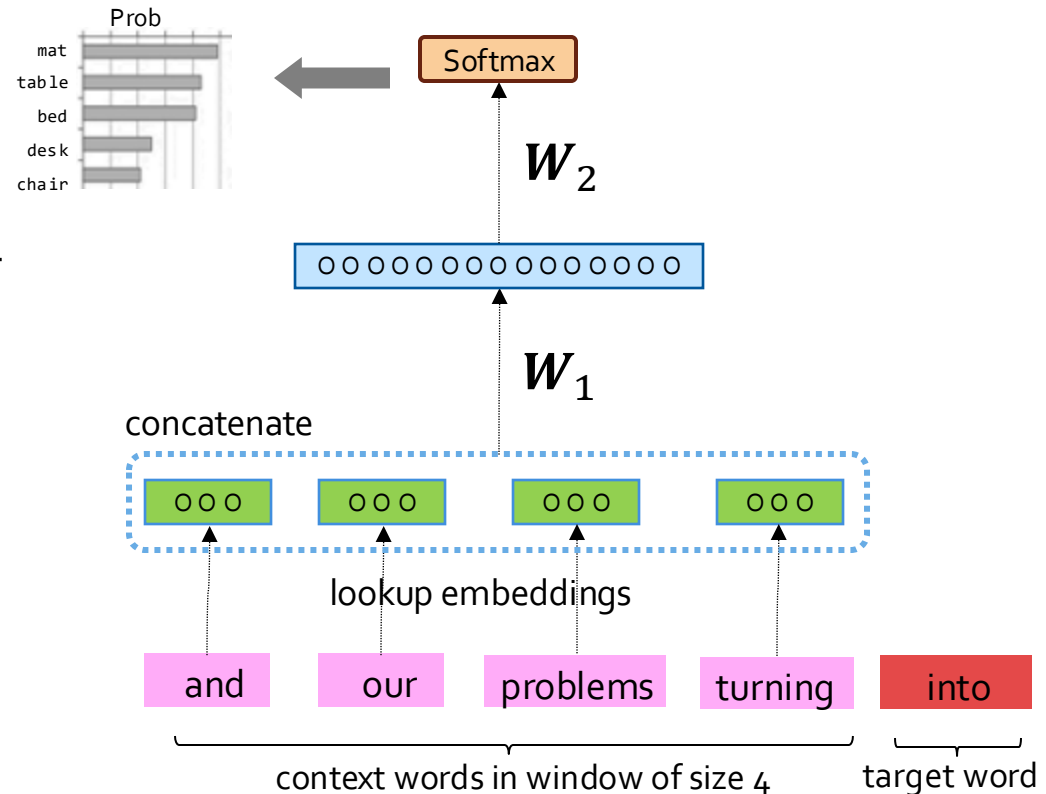 Prob
mat
table
bed
desk
chair
Softmax
W₂
O O O O O O O O O O O O O O O
W₁
concatenate
O O O O O O O O O O O O
lookup embeddings
and our problems turning into
context words in window of size 4
target word